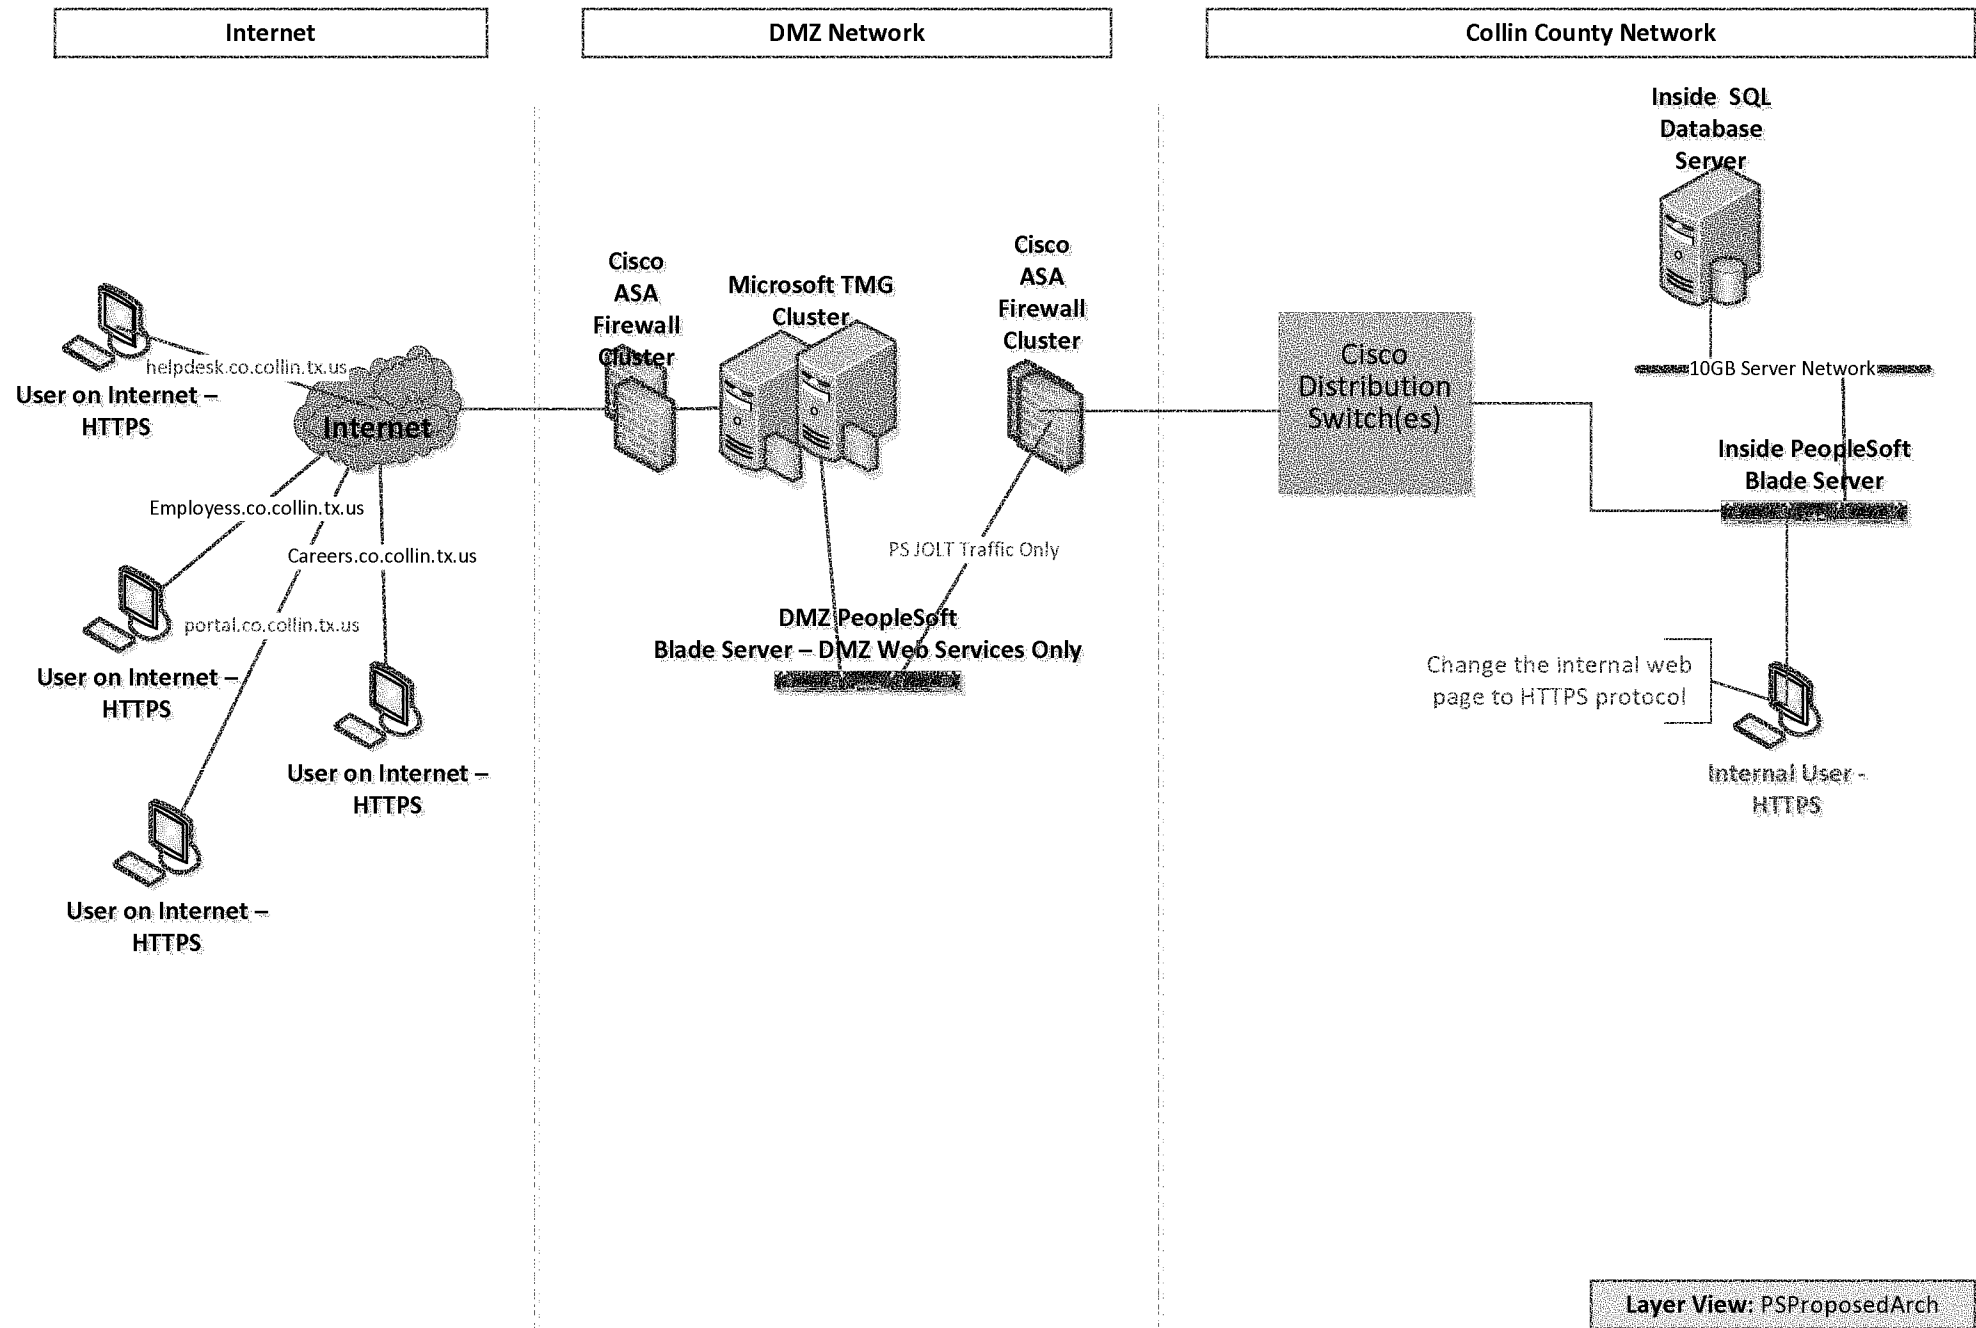 Internet
DMZ Network
Collin County Network
Inside SQL
Database
Server
Cisco
ASA
Firewall
Cluster
Microsoft TMG
Cluster
Cisco
ASA
Firewall
Cluster
Cisco
Distribution
Switch(es)
10GB Server Network
helpdesk.co.collin.tx.us
User on Internet –
HTTPS
Internet
Inside PeopleSoft
Blade Server
Employess.co.collin.tx.us
Careers.co.collin.tx.us
PS JOLT Traffic Only
portal.co.collin.tx.us
DMZ PeopleSoft
Blade Server – DMZ Web Services Only
User on Internet –
HTTPS
Change the internal web
page to HTTPS protocol
User on Internet –
HTTPS
Internal User -
HTTPS
User on Internet –
HTTPS
Layer View: PSProposedArch